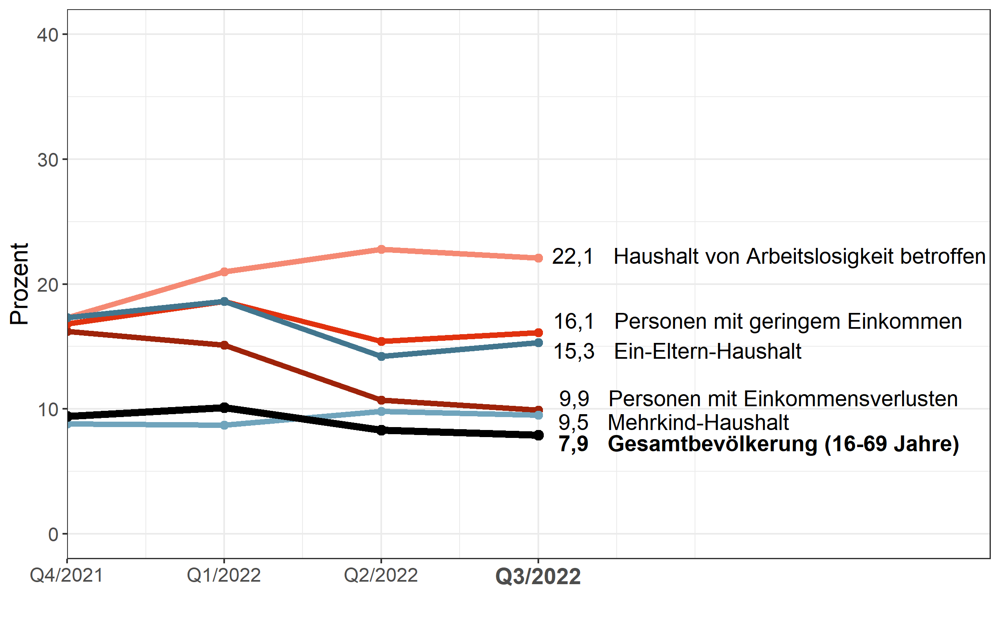 40
30
20
10
0
Prozent
22,1 Haushalt von Arbeitslosigkeit betroffen
16,1 Personen mit geringem Einkommen
15,3 Ein-Eltern-Haushalt
9,9 Personen mit Einkommensverlusten
9,5 Mehrkind-Haushalt
7,9 Gesamtbevölkerung (16-69 Jahre)
Q4/2021 Q1/2022 Q2/2022 Q3/2022